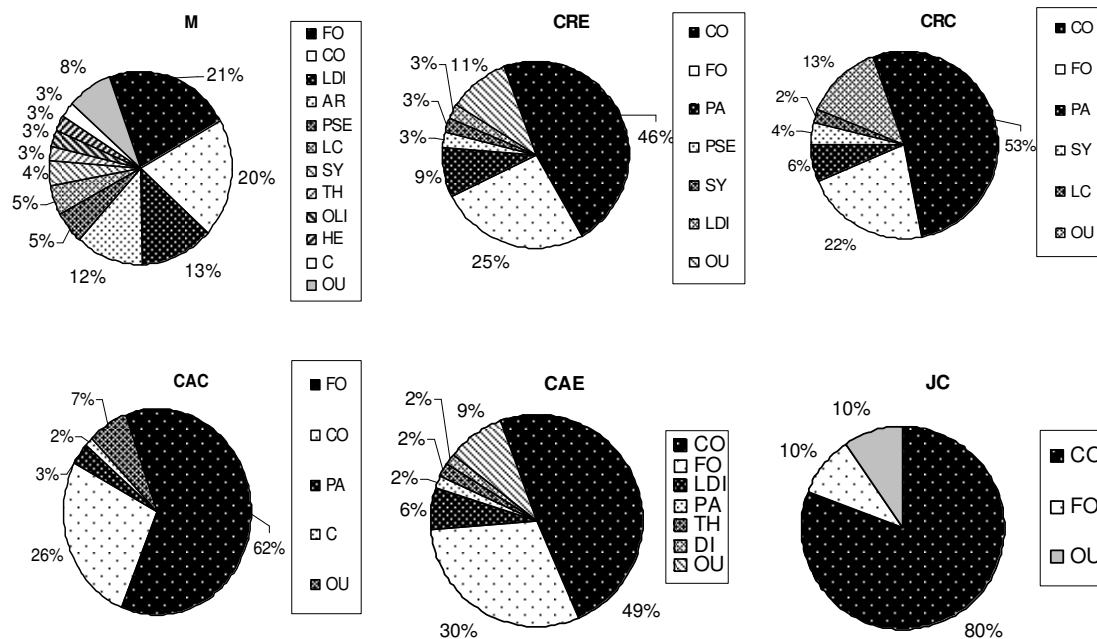 M
21%
20%
13%
12%
5%
5%
4%
3%
3%
3%
3%
8%
FO
CO
LDI
AR
PSE
LC
SY
TH
OLI
HE
C
OU
CRE
46%
25%
9%
3%
3%
3%
11%
CO
FO
PA
PSE
SY
LDI
OU
CRC
53%
22%
6%
4%
2%
13%
CO
FO
PA
SY
LC
OU
CAC
62%
26%
3%
2%
7%
FO
CO
PA
C
OU
CAE
49%
30%
6%
2%
2%
2%
9%
CO
FO
LDI
PA
TH
DI
OU
JC
80%
10%
10%
CO
FO
OU